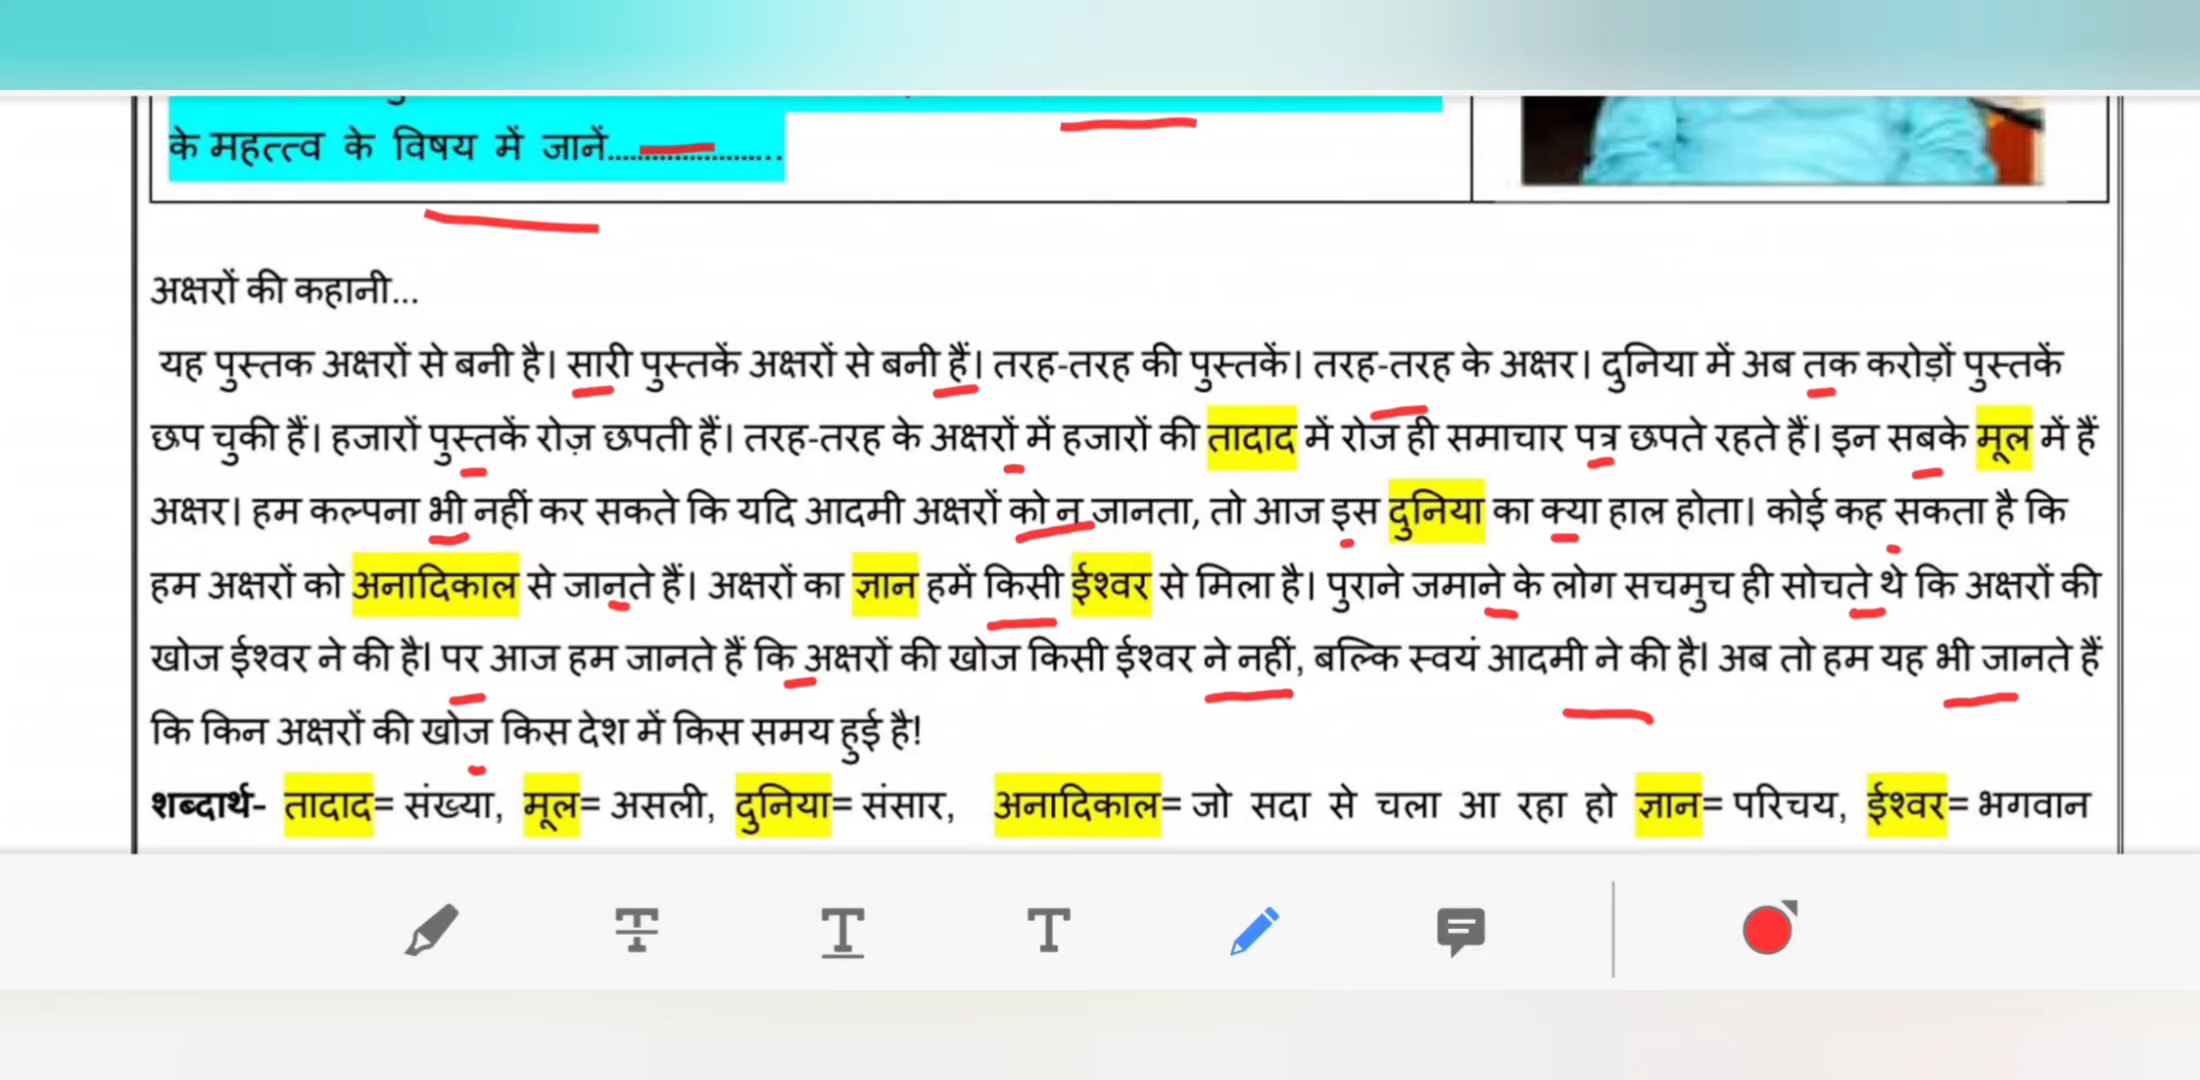 के महत्त्व के विषय में जानें.........................
अक्षरों की कहानी...
यह पुस्तक अक्षरों से बनी है। सारी पुस्तकें अक्षरों से बनी हैं। तरह-तरह की पुस्तकें। तरह-तरह के अक्षर। दुनिया में अब तक करोड़ों पुस्तकें
छप चुकी हैं। हजारों पुस्तकें रोज़ छपती हैं। तरह-तरह के अक्षरों में हजारों की तादाद में रोज ही समाचार पत्र छपते रहते हैं। इन सबके मूल में हैं
अक्षर। हम कल्पना भी नहीं कर सकते कि यदि आदमी अक्षरों को न जानता, तो आज इस दुनिया का क्या हाल होता। कोई कह सकता है कि
हम अक्षरों को अनादिकाल से जानते हैं। अक्षरों का ज्ञान हमें किसी ईश्वर से मिला है। पुराने जमाने के लोग सचमुच ही सोचते थे कि अक्षरों की
खोज ईश्वर ने की है। पर आज हम जानते हैं कि अक्षरों की खोज किसी ईश्वर ने नहीं, बल्कि स्वयं आदमी ने की है। अब तो हम यह भी जानते हैं
कि किन अक्षरों की खोज किस देश में किस समय हुई है!
शब्दार्थ- तादाद= संख्या, मूल= असली, दुनिया= संसार, अनादिकाल= जो सदा से चला आ रहा हो ज्ञान= परिचय, ईश्वर= भगवान